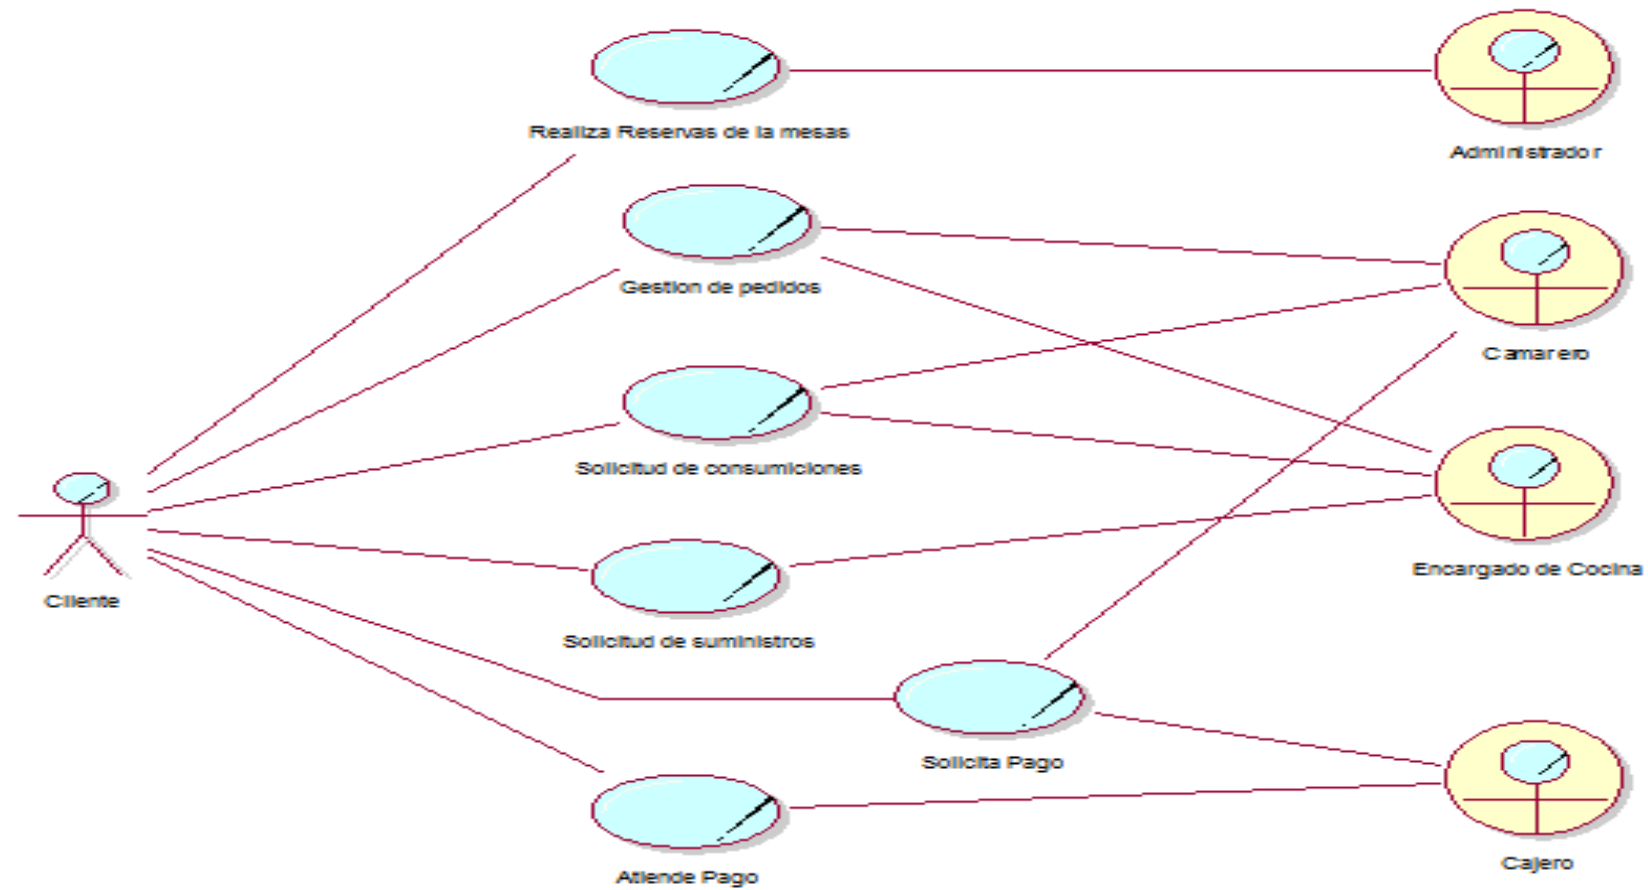 Realiza Reservas de la mesas
Administrador
Gestion de pedidos
Camarero
Solicitud de consumiciones
Encargado de Cocina
Cliente
Solicitud de suministros
Solicita Pago
Cajero
Atiende Pago